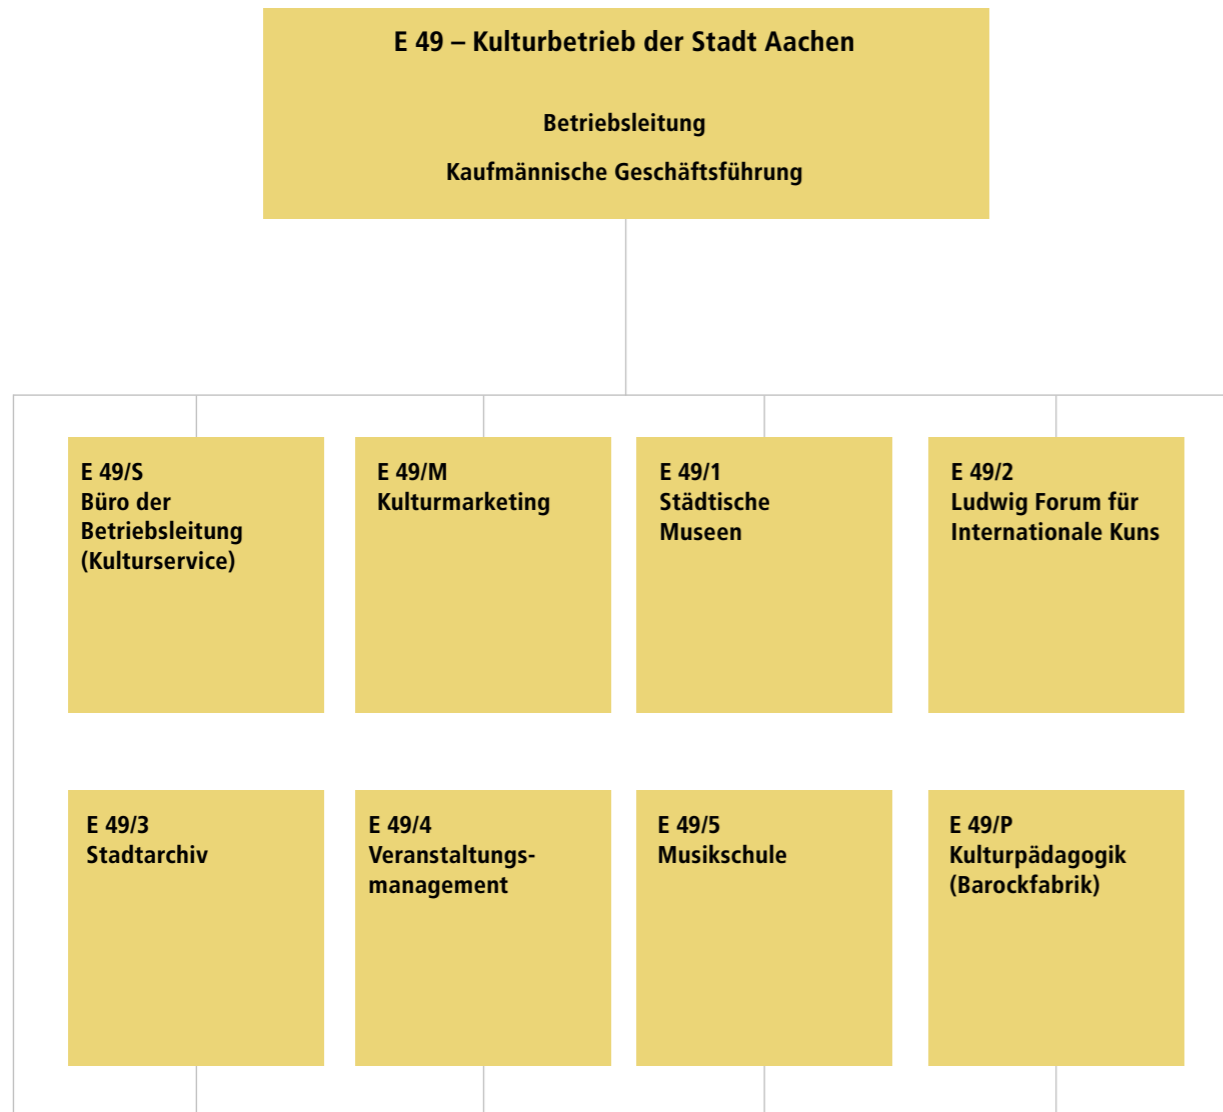 E 49 – Kulturbetrieb der Stadt Aachen
Betriebsleitung
Kaufmännische Geschäftsführung
E 49/S
Büro der
Betriebsleitung
(Kulturservice)
E 49/M
Kulturmarketing
E 49/1
Städtische
Museen
E 49/2
Ludwig Forum für
Internationale Kuns
E 49/3
Stadtarchiv
E 49/4
Veranstaltungs-
management
E 49/5
Musikschule
E 49/P
Kulturpädagogik
(Barockfabrik)